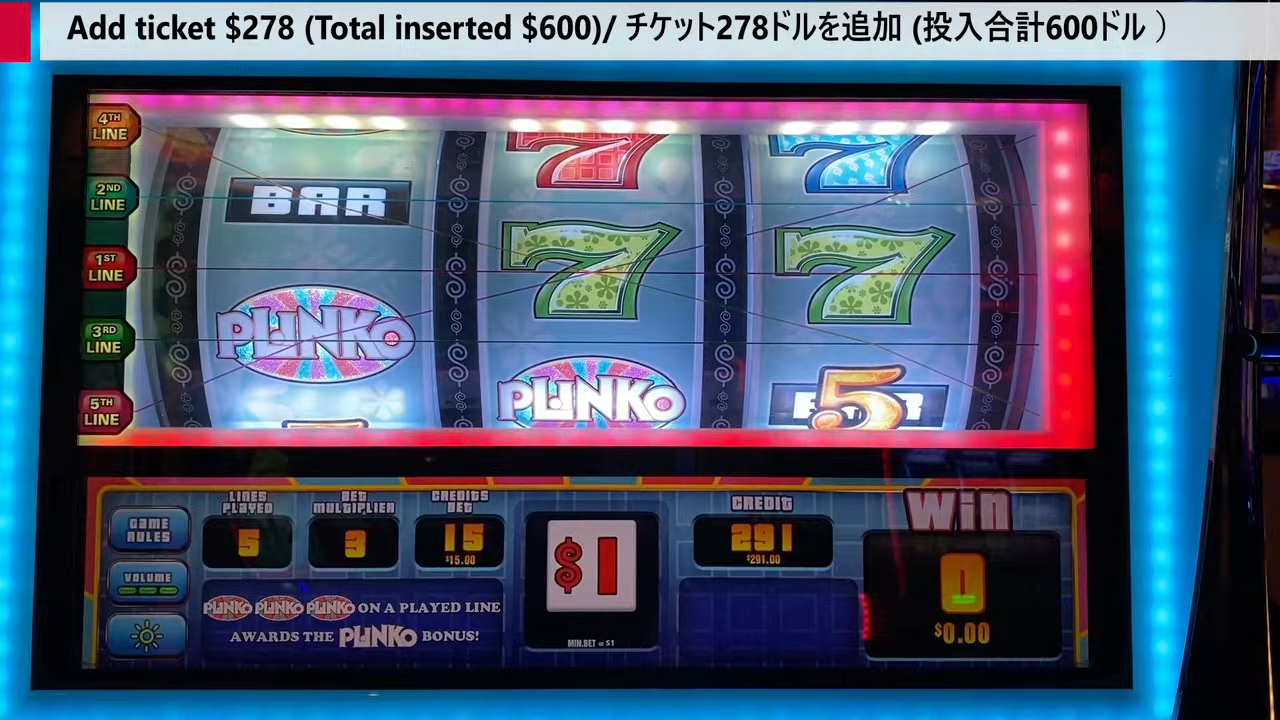 Add ticket $278 (Total inserted $600)/ チケット278ドルを追加 (投入合計600ドル ）
4TH LINE
2ND LINE
1ST LINE
3RD LINE
5TH LINE
7 7
BAR
7 7
PLINKO
PLINKO
5
LINES PLAYED
5
BET MULTIPLIER
3
CREDITS BET
15
$15.00
GAME RULES
VOLUME
PLINKO PLINKO PLINKO ON A PLAYED LINE
AWARDS THE PLINKO BONUS!
$1
MIN.BET = $1
CREDIT
291
$291.00
Win
0
$0.00